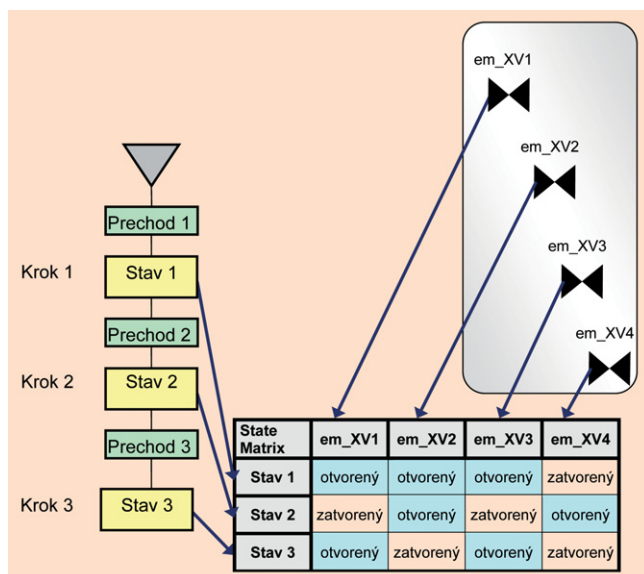 em_XV1
em_XV2
em_XV3
em_XV4
Prechod 1
Krok 1
Stav 1
Prechod 2
Krok 2
Stav 2
Prechod 3
Krok 3
Stav 3
State Matrix em_XV1 em_XV2 em_XV3 em_XV4
Stav 1 otvorený otvorený otvorený zatvorený
Stav 2 zatvorený otvorený zatvorený otvorený
Stav 3 otvorený zatvorený otvorený zatvorený